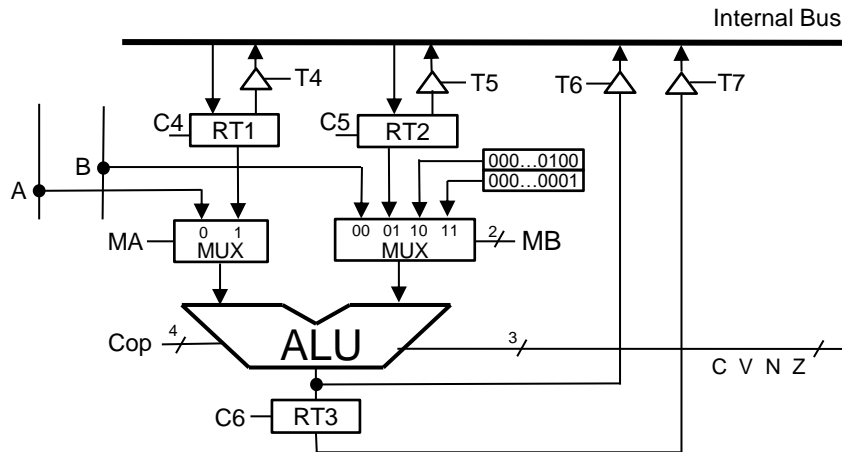 Internal Bus
T4
T5
T6
T7
C4
RT1
C5
RT2
B
000...0100
000...0001
A
0 1
00 01 10 11
MA
MUX
MUX
2
MB
4
Cop
ALU
3
C V N Z
C6
RT3